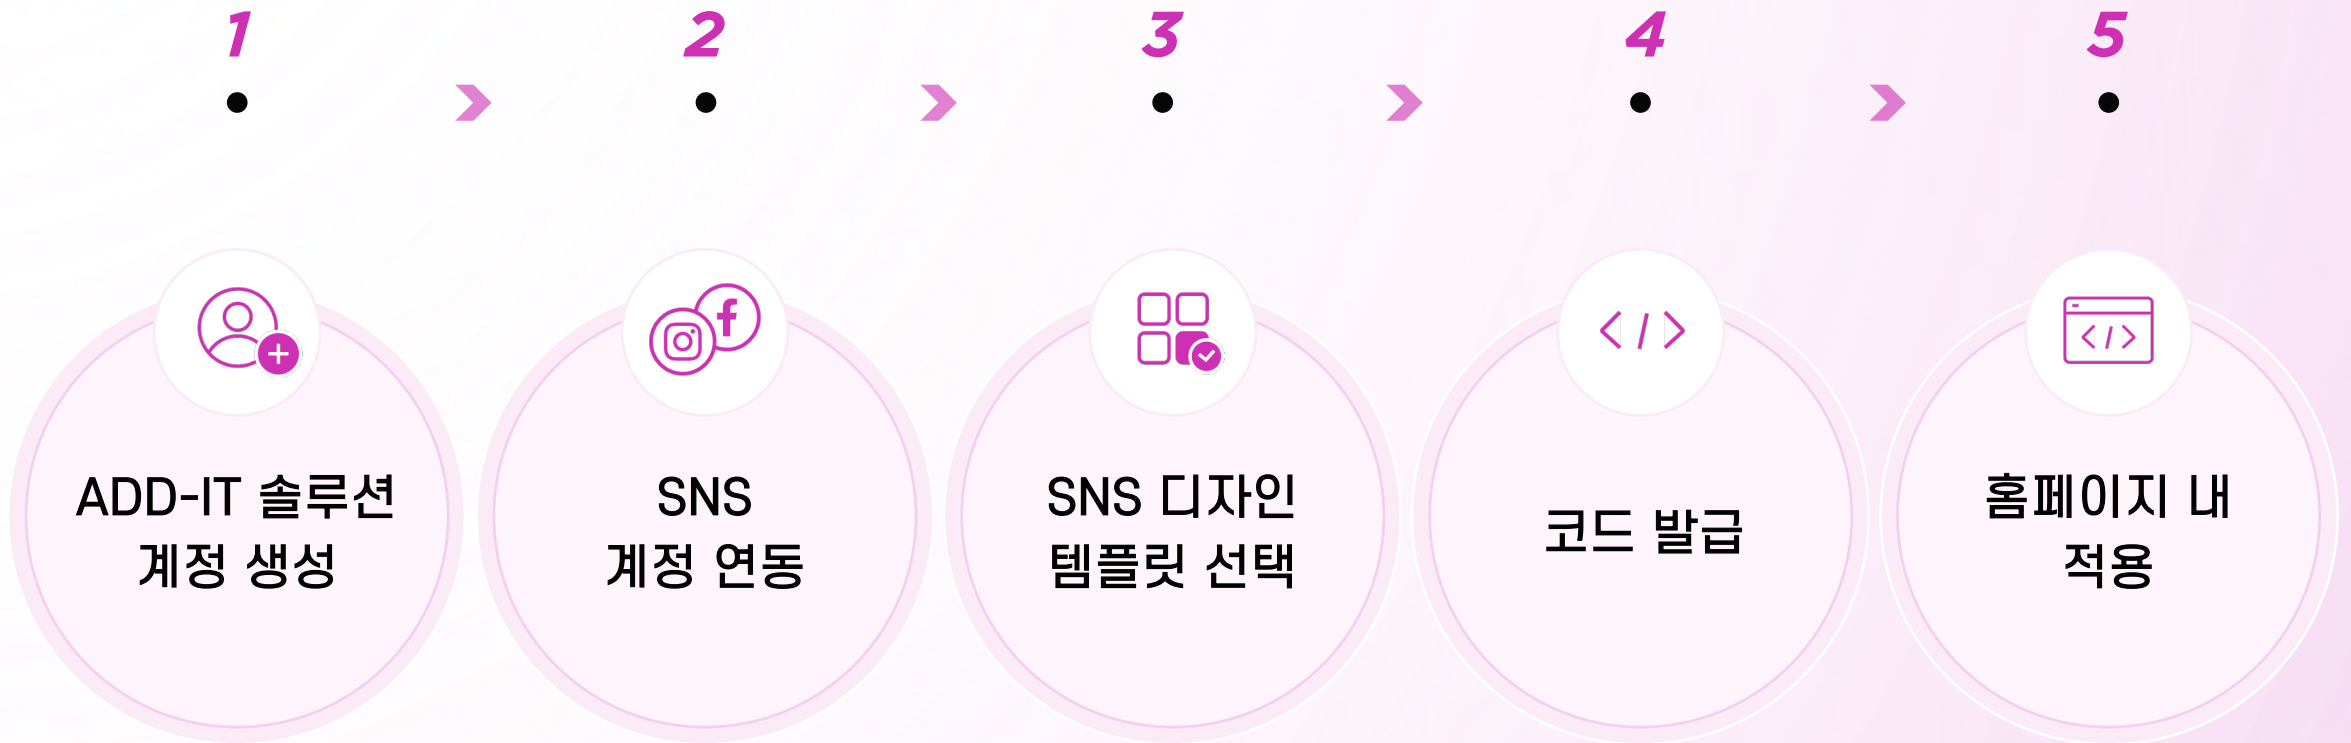 1
2
3
4
5
ADD-IT 솔루션
계정 생성
SNS
계정 연동
SNS 디자인
템플릿 선택
코드 발급
홈페이지 내
적용